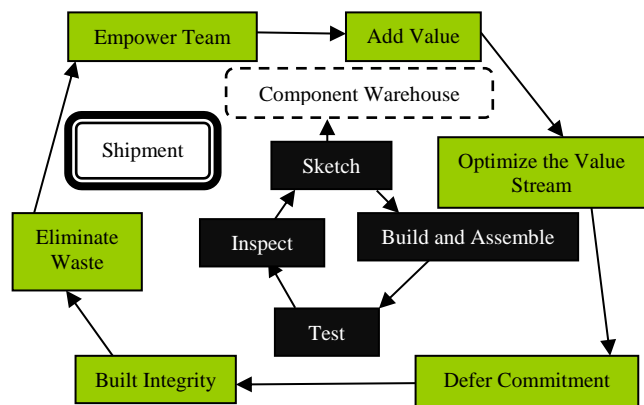 Empower Team
Add Value
Component Warehouse
Shipment
Sketch
Optimize the Value
Stream
Eliminate
Waste
Inspect
Build and Assemble
Test
Built Integrity
Defer Commitment